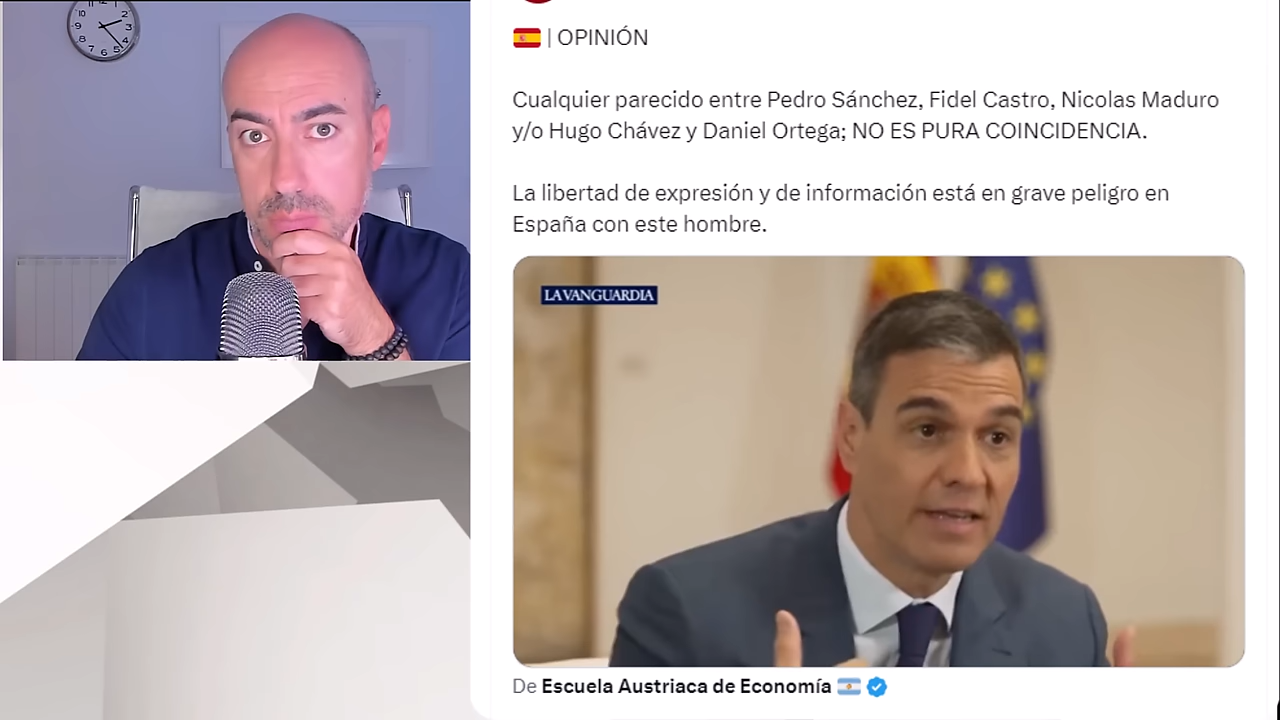 | OPINIÓN
Cualquier parecido entre Pedro Sánchez, Fidel Castro, Nicolas Maduro
y/o Hugo Chávez y Daniel Ortega; NO ES PURA COINCIDENCIA.
La libertad de expresión y de información está en grave peligro en
España con este hombre.
LA VANGUARDIA
De Escuela Austriaca de Economía